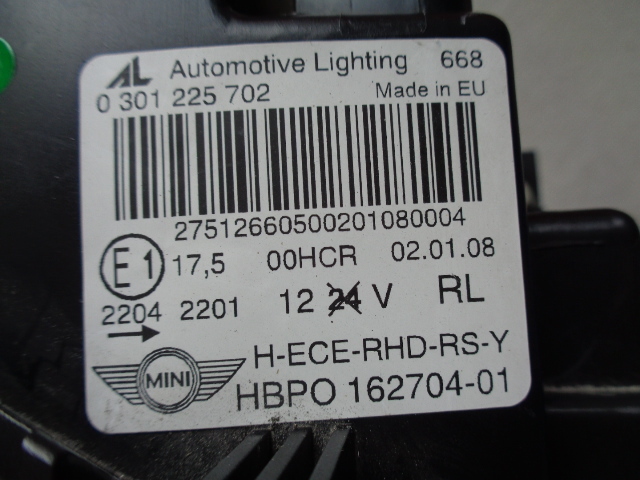 AL Automotive Lighting 668
0 301 225 702 Made in EU
27512660500201080004
E1 17,5 00HCR 02.01.08
2204 2201 12 24 V RL
H-ECE-RHD-RS-Y
MINI
HBPO 162704-01